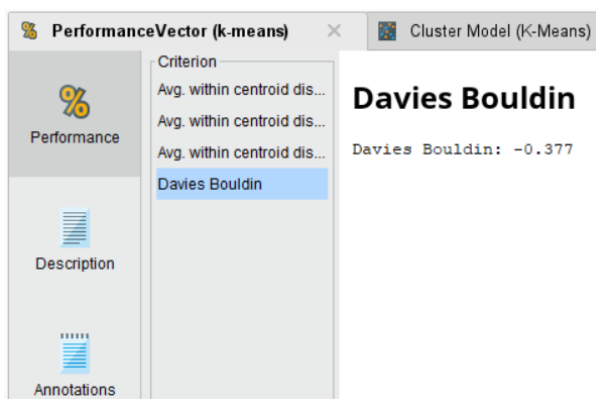 PerformanceVector (k-means)
Cluster Model (K-Means)
Performance
Description
Annotations
Criterion
Avg. within centroid dis...
Avg. within centroid dis...
Avg. within centroid dis...
Davies Bouldin
Davies Bouldin
Davies Bouldin: -0.377